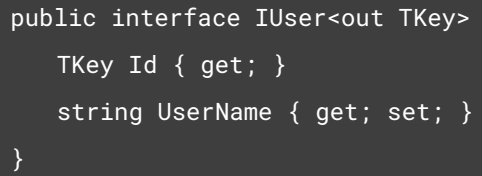 public interface IUser<out TKey>
TKey Id { get; }
string UserName { get; set; }
}